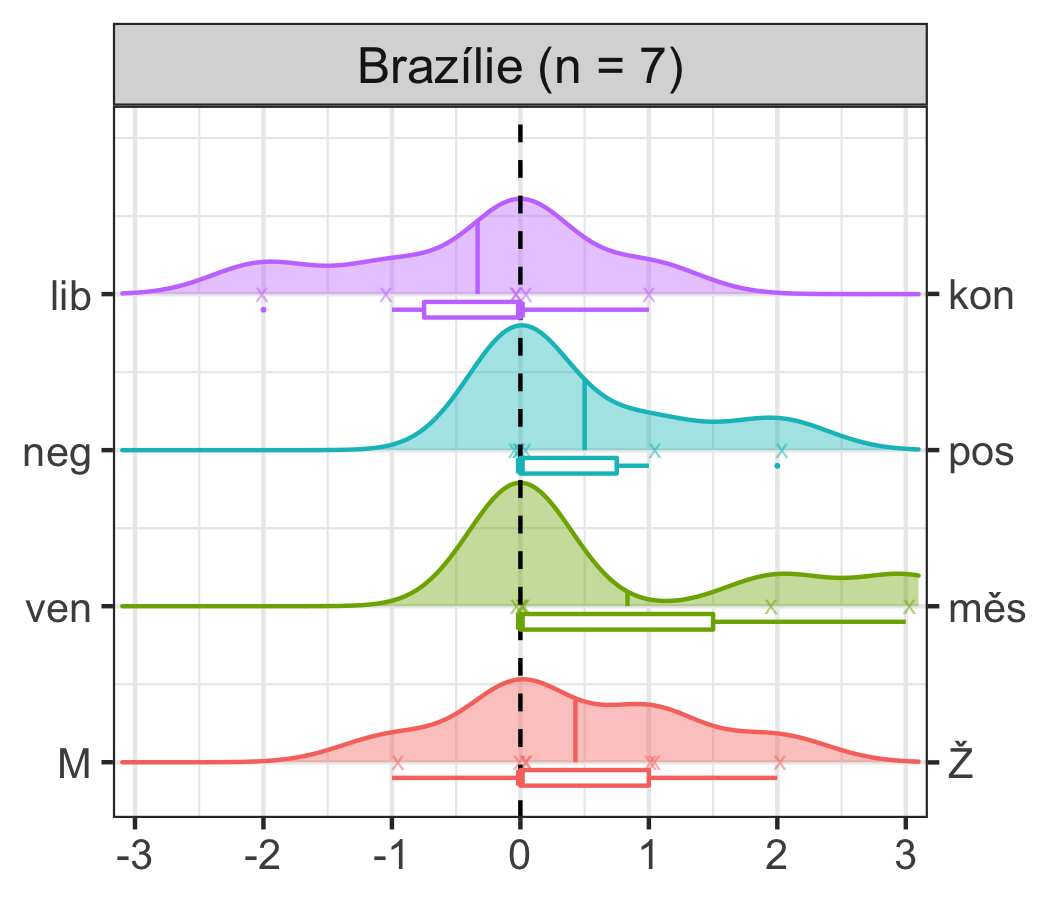 Brazílie (n = 7)
lib kon
neg pos
ven měs
M Ž
-3 -2 -1 0 1 2 3